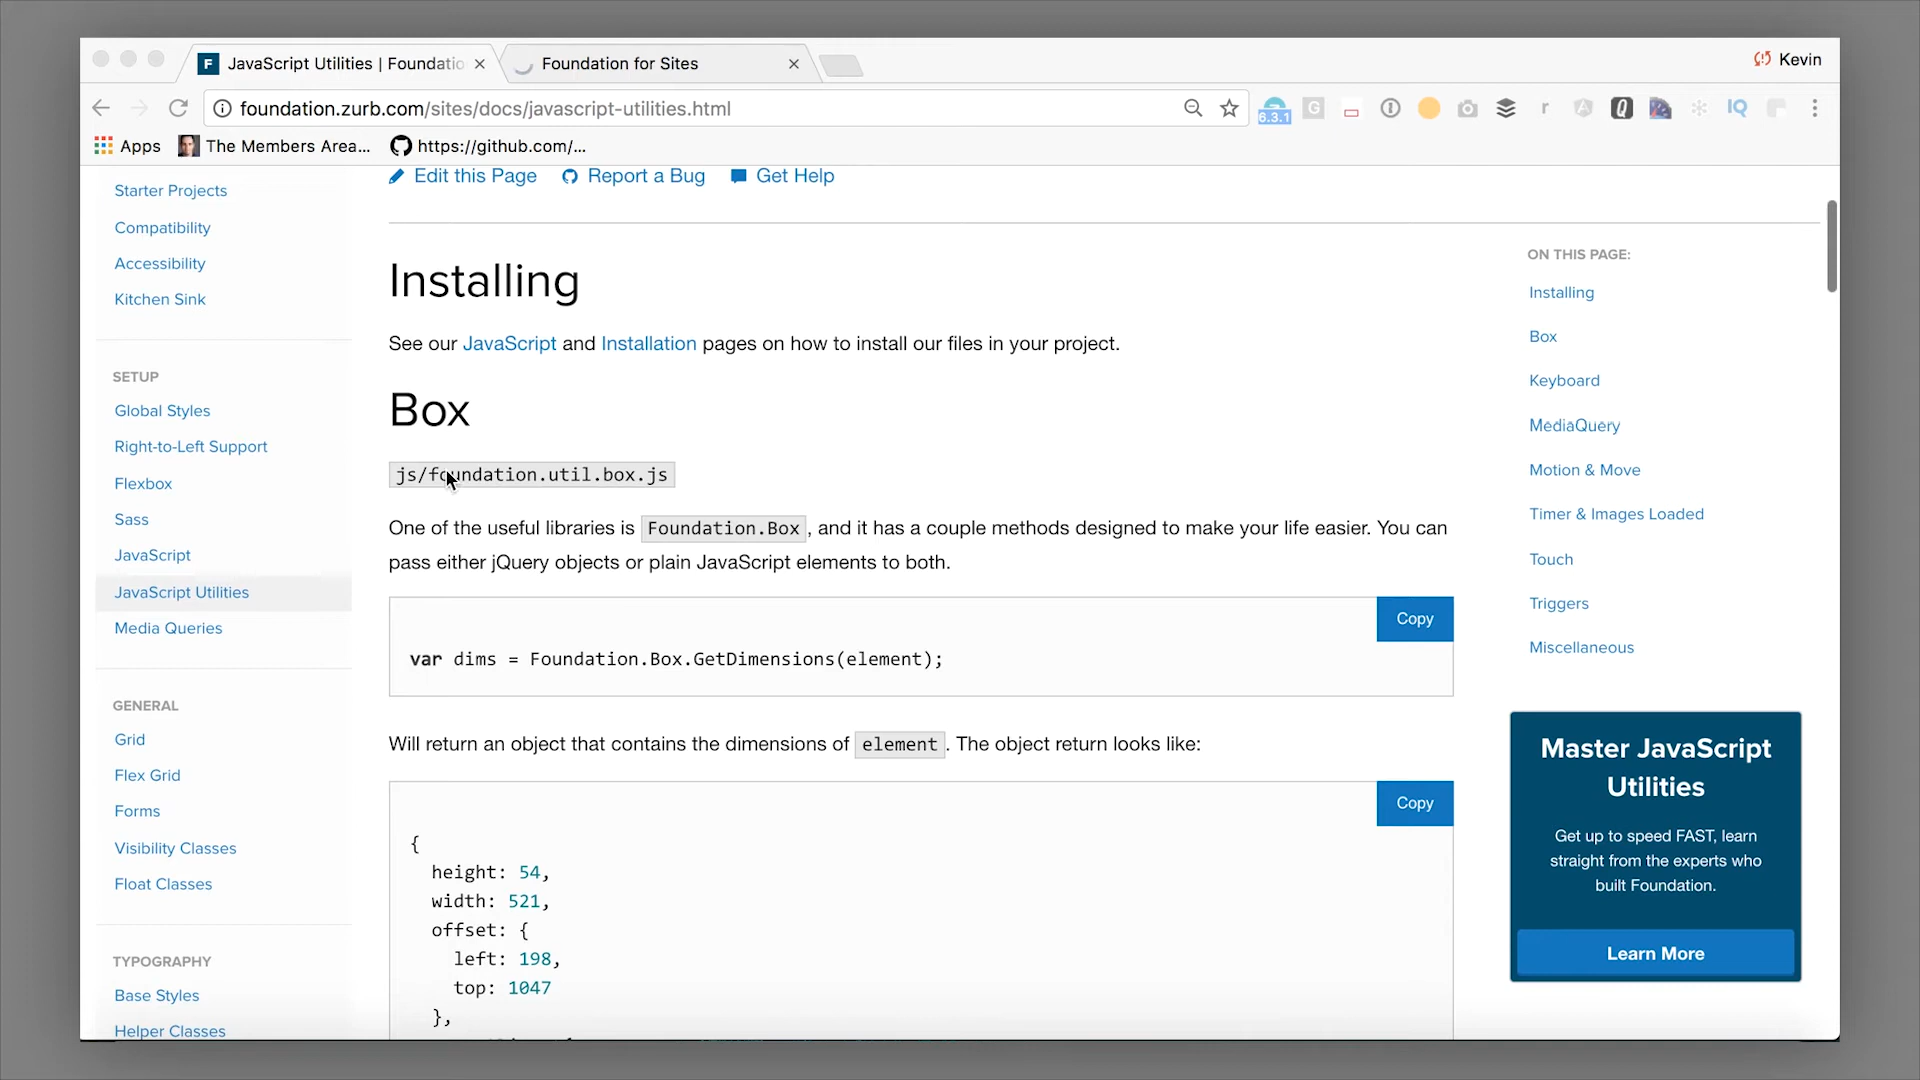 JavaScript Utilities | Foundatio
Foundation for Sites
Kevin
foundation.zurb.com/sites/docs/javascript-utilities.html
6.3.1
G
r
Q
IQ
Apps
The Members Area...
https://github.com/...
Edit this Page
Report a Bug
Get Help
Starter Projects
Compatibility
Accessibility
Kitchen Sink
SETUP
Global Styles
Right-to-Left Support
Flexbox
Sass
JavaScript
JavaScript Utilities
Media Queries
GENERAL
Grid
Flex Grid
Forms
Visibility Classes
Float Classes
TYPOGRAPHY
Base Styles
Helper Classes
Installing
See our JavaScript and Installation pages on how to install our files in your project.
Box
js/foundation.util.box.js
One of the useful libraries is Foundation.Box, and it has a couple methods designed to make your life easier. You can
pass either jQuery objects or plain JavaScript elements to both.
Copy
var dims = Foundation.Box.GetDimensions(element);
Will return an object that contains the dimensions of element. The object return looks like:
Copy
{
height: 54,
width: 521,
offset: {
left: 198,
top: 1047
},
ON THIS PAGE:
Installing
Box
Keyboard
MediaQuery
Motion & Move
Timer & Images Loaded
Touch
Triggers
Miscellaneous
Master JavaScript
Utilities
Get up to speed FAST, learn
straight from the experts who
built Foundation.
Learn More